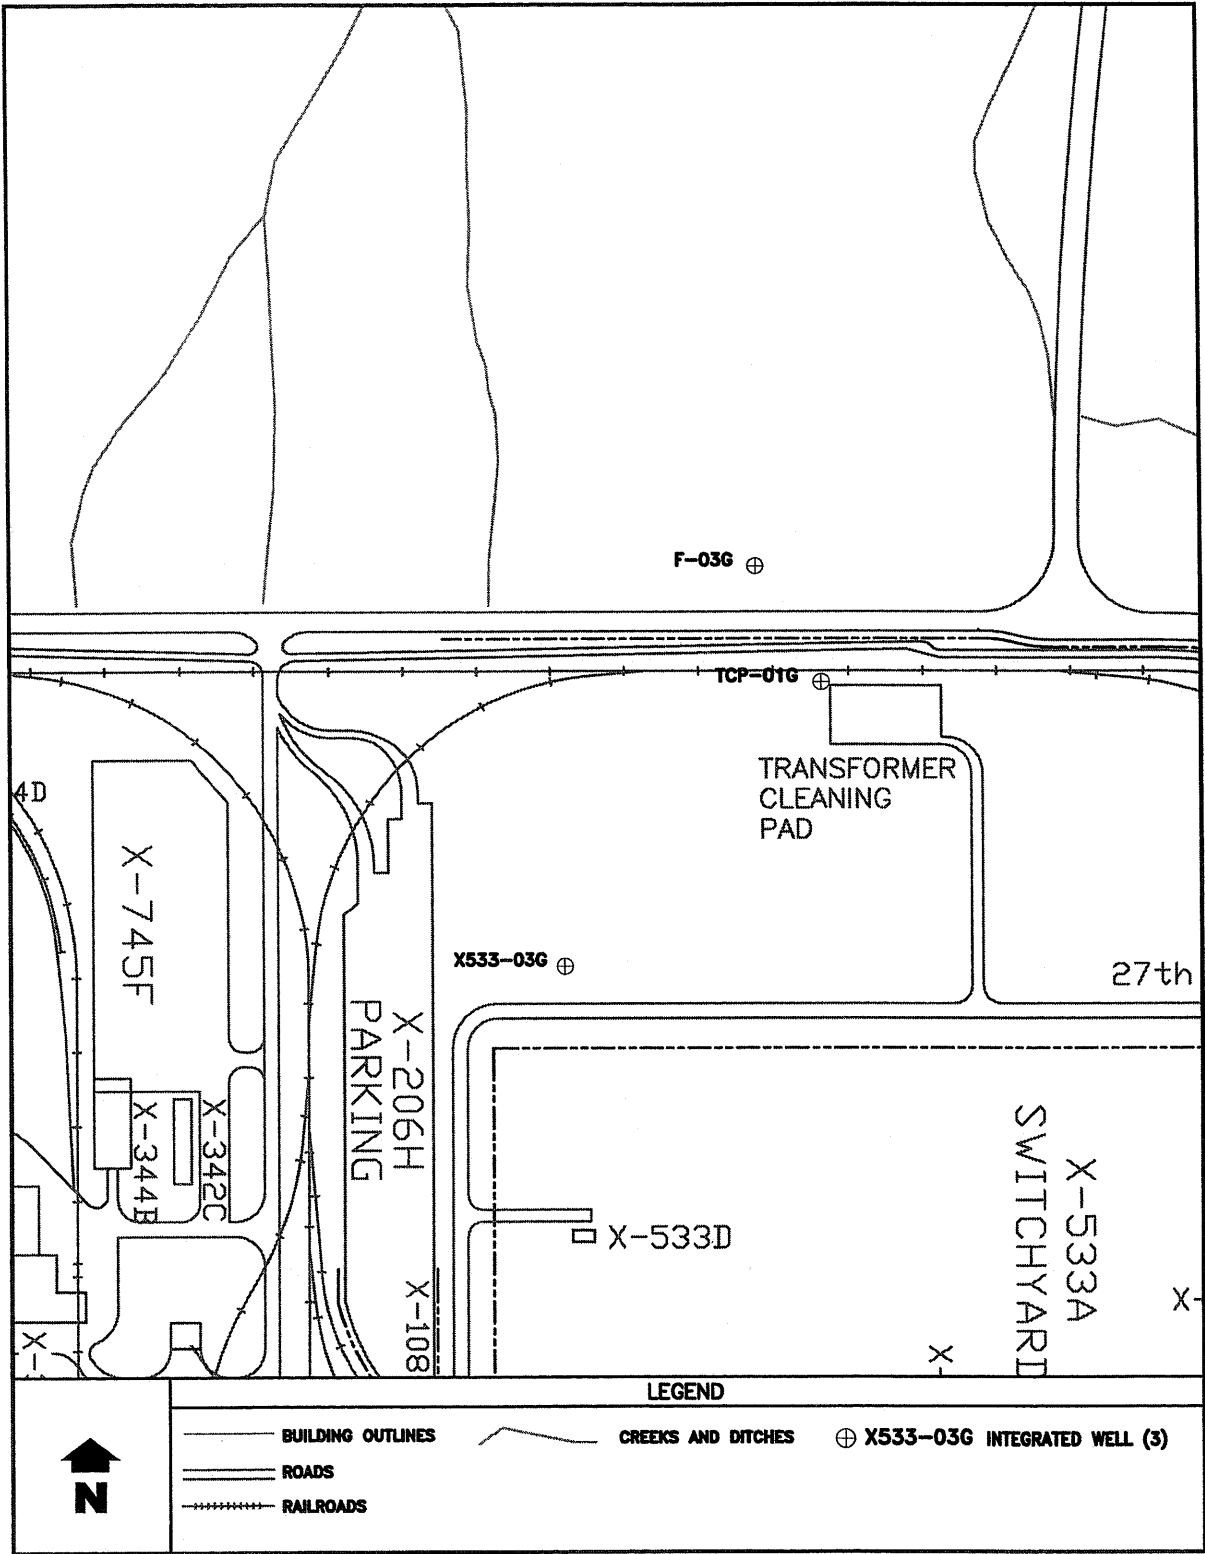 F-03G
TCP-01G
TRANSFORMER
CLEANING
PAD
4D
X-745F
X533-03G
27th
X-206H
PARKING
X-344B
X-342C
X-533D
X-533A
SWITCHYARD
X-108
X-
X-
X-
LEGEND
BUILDING OUTLINES
CREEKS AND DITCHES
X533-03G INTEGRATED WELL (3)
ROADS
RAILROADS
N